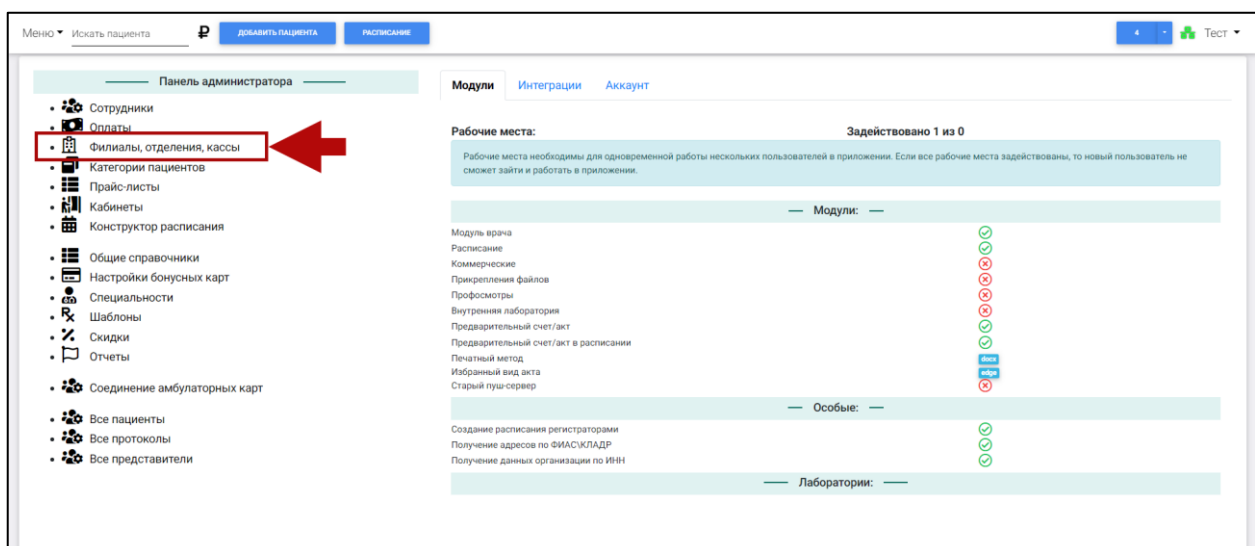 Меню Искать пациента ₽ ДОБАВИТЬ ПАЦИЕНТА РАСПИСАНИЕ 4 Тест
Панель администратора
Сотрудники
Оплаты
Филиалы, отделения, кассы
Категории пациентов
Прайс-листы
Кабинеты
Конструктор расписания
Общие справочники
Настройки бонусных карт
Специальности
Шаблоны
Скидки
Отчеты
Соединение амбулаторных карт
Все пациенты
Все протоколы
Все представители
Модули Интеграции Аккаунт
Рабочие места: Задействовано 1 из 0
Рабочие места необходимы для одновременной работы нескольких пользователей в приложении. Если все рабочие места задействованы, то новый пользователь не
сможет зайти и работать в приложении.
Модули:
Модуль врача
Расписание
Коммерческие
Прикрепления файлов
Профосмотры
Внутренняя лаборатория
Предварительный счет/акт
Предварительный счет/акт в расписании
Печатный метод docx
Избранный вид акта edge
Старый пуш-сервер
Особые:
Создание расписания регистраторами
Получение адресов по ФИАС\КЛАДР
Получение данных организации по ИНН
Лаборатории: